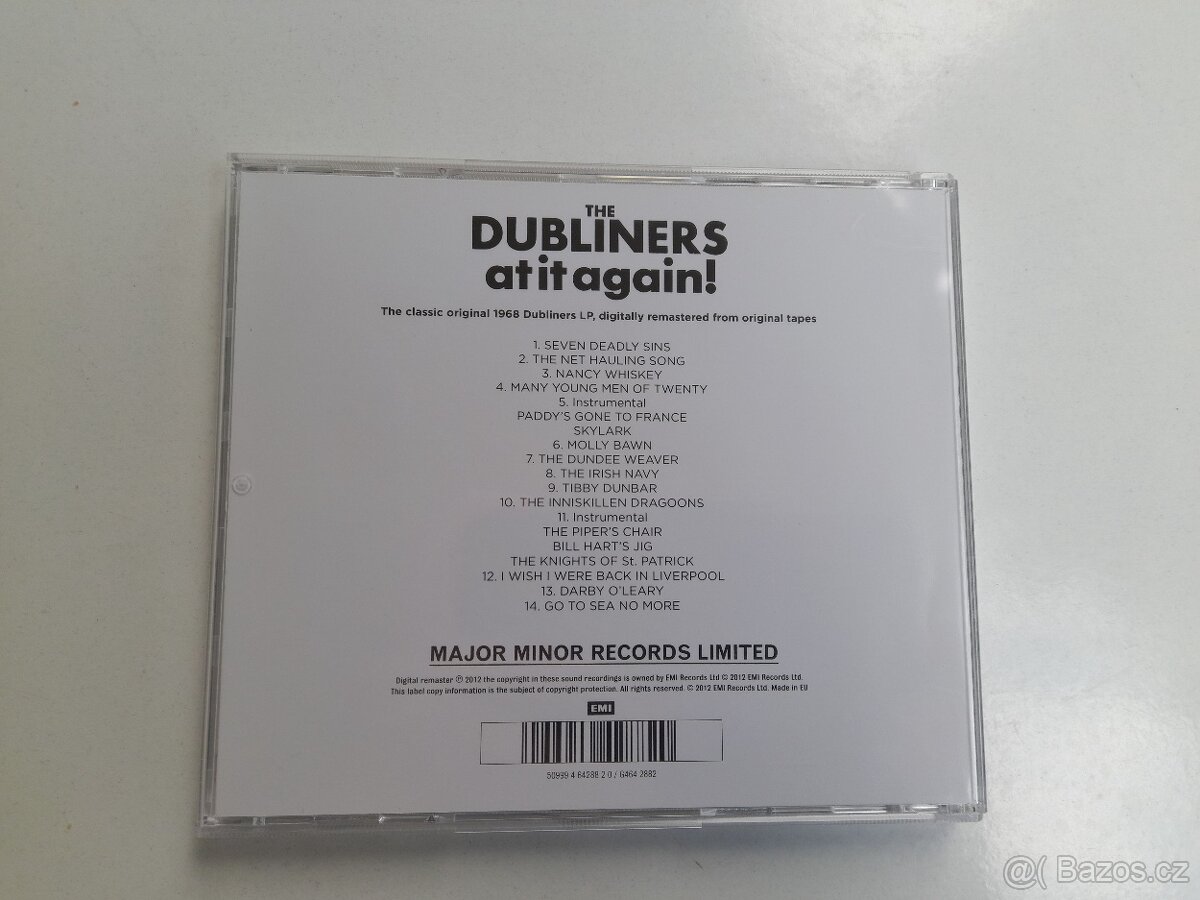 THE
DUBLINERS
at it again!
The classic original 1968 Dubliners LP, digitally remastered from original tapes
1. SEVEN DEADLY SINS
2. THE NET HAULING SONG
3. NANCY WHISKEY
4. MANY YOUNG MEN OF TWENTY
5. Instrumental
PADDY'S GONE TO FRANCE
SKYLARK
6. MOLLY BAWN
7. THE DUNDEE WEAVER
8. THE IRISH NAVY
9. TIBBY DUNBAR
10. THE INNISKILLEN DRAGOONS
11. Instrumental
THE PIPER'S CHAIR
BILL HART'S JIG
THE KNIGHTS OF St. PATRICK
12. I WISH I WERE BACK IN LIVERPOOL
13. DARBY O'LEARY
14. GO TO SEA NO MORE
MAJOR MINOR RECORDS LIMITED
Digital remaster ℗ 2012 the copyright in these sound recordings is owned by EMI Records Ltd © 2012 EMI Records Ltd.
This label copy information is the subject of copyright protection. All rights reserved. © 2012 EMI Records Ltd. Made in EU
EMI
@( Bazos.cz